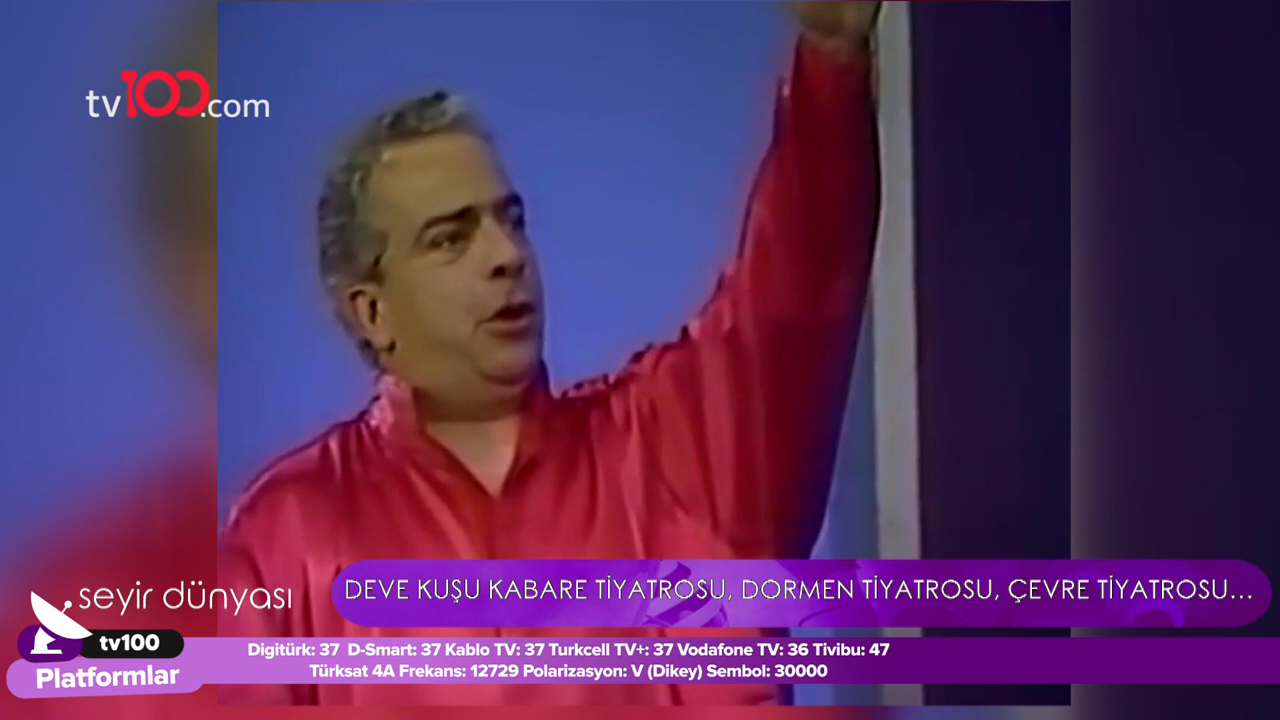 tv100.com
DEVE KUŞU KABARE TİYATROSU, DORMEN TİYATROSU, ÇEVRE TİYATROSU...
seyir dünyası
tv100
Platformlar
Digitürk: 37 D-Smart: 37 Kablo TV: 37 Turkcell TV+: 37 Vodafone TV: 36 Tivibu: 47
Türksat 4A Frekans: 12729 Polarizasyon: V (Dikey) Sembol: 30000